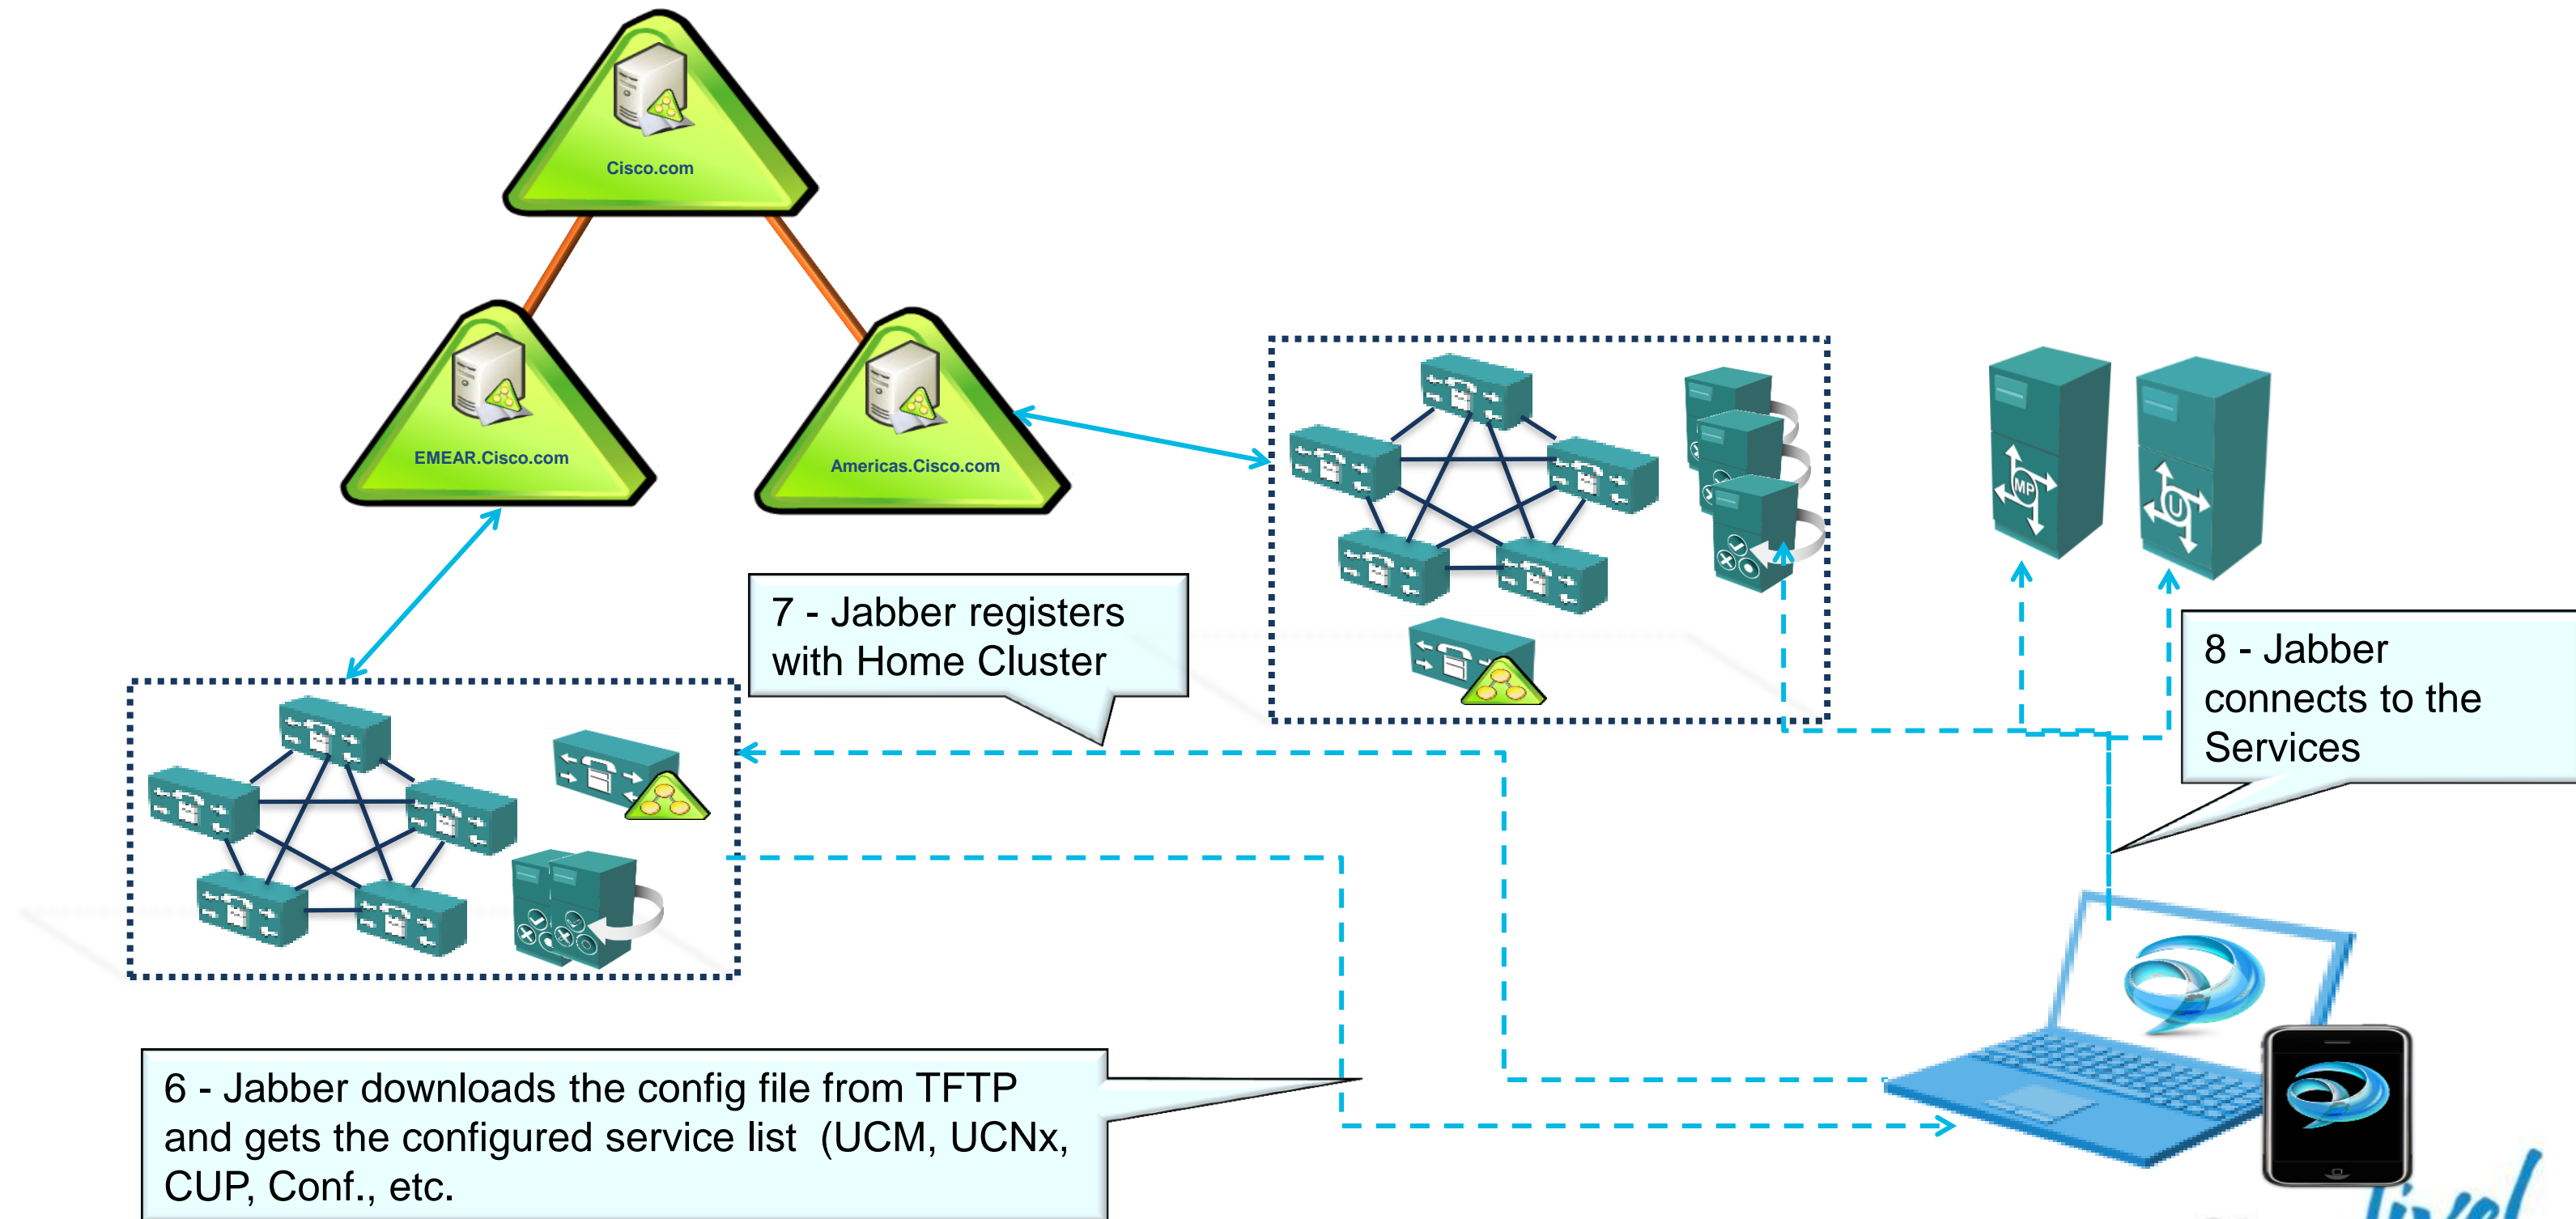 Cisco.com
EMEAR.Cisco.com
Americas.Cisco.com
MP
U
7 - Jabber registers
with Home Cluster
8 - Jabber
connects to the
Services
6 - Jabber downloads the config file from TFTP
and gets the configured service list  (UCM, UCNx,
CUP, Conf., etc.